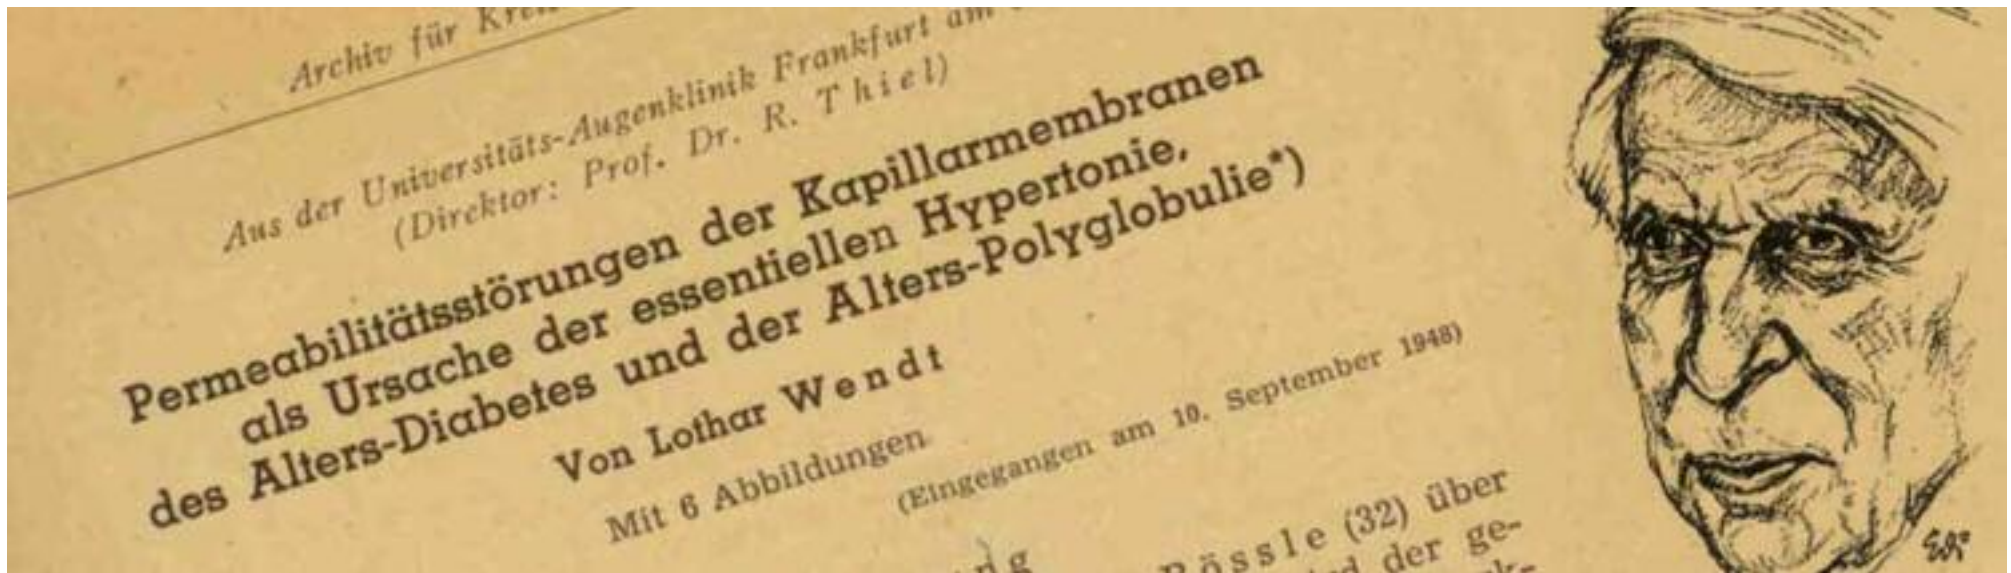 Archiv für
Aus der Universitäts-Augenklinik Frankfurt am
(Direktor: Prof. Dr. R. Thiel)
Permeabilitätsstörungen der Kapillarmembranen
als Ursache der essentiellen Hypertonie,
des Alters-Diabetes und der Alters-Polyglobulie*)
Von Lothar Wendt
Mit 6 Abbildungen
(Eingegangen am 10. September 1948)
Rössle (32) über
der ge-